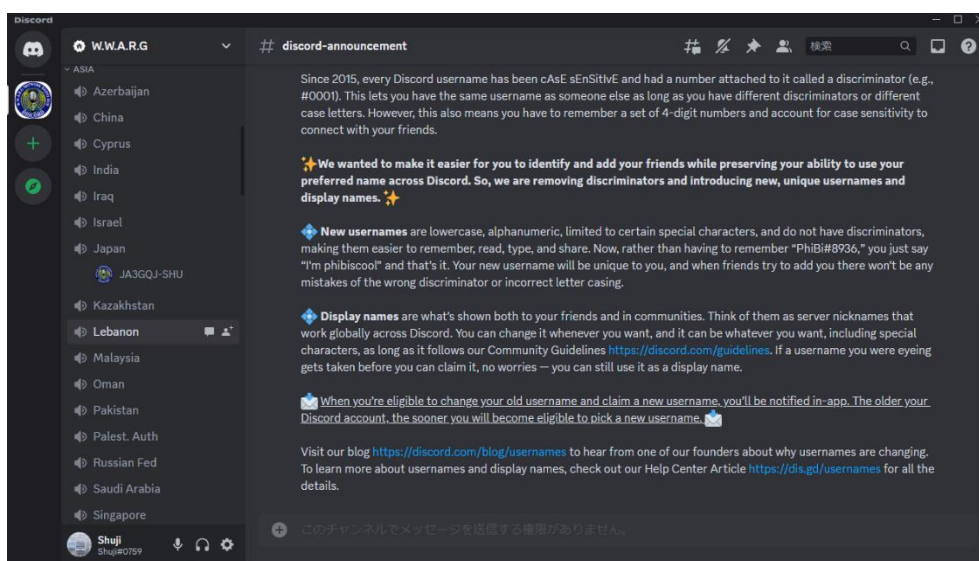 Discord
W.W.A.R.G
ASIA
Azerbaijan
China
Cyprus
India
Iraq
Israel
Japan
JA3GQJ-SHU
Kazakhstan
Lebanon
Malaysia
Oman
Pakistan
Palest. Auth
Russian Fed
Saudi Arabia
Singapore
Shuji
Shuji#0759
# discord-announcement
検索
Since 2015, every Discord username has been cAsE sEnSitIvE and had a number attached to it called a discriminator (e.g.,
#0001). This lets you have the same username as someone else as long as you have different discriminators or different
case letters. However, this also means you have to remember a set of 4-digit numbers and account for case sensitivity to
connect with your friends.
✨We wanted to make it easier for you to identify and add your friends while preserving your ability to use your
preferred name across Discord. So, we are removing discriminators and introducing new, unique usernames and
display names.✨
💠 New usernames are lowercase, alphanumeric, limited to certain special characters, and do not have discriminators,
making them easier to remember, read, type, and share. Now, rather than having to remember “PhiBi#8936,” you just say
“I’m phibiscool” and that’s it. Your new username will be unique to you, and when friends try to add you there won’t be any
mistakes of the wrong discriminator or incorrect letter casing.
💠 Display names are what’s shown both to your friends and in communities. Think of them as server nicknames that
work globally across Discord. You can change it whenever you want, and it can be whatever you want, including special
characters, as long as it follows our Community Guidelines https://discord.com/guidelines. If a username you were eyeing
gets taken before you can claim it, no worries — you can still use it as a display name.
📩 When you’re eligible to change your old username and claim a new username, you’ll be notified in-app. The older your
Discord account, the sooner you will become eligible to pick a new username.📩
Visit our blog https://discord.com/blog/usernames to hear from one of our founders about why usernames are changing.
To learn more about usernames and display names, check out our Help Center Article https://dis.gd/usernames for all the
details.
このチャンネルでメッセージを送信する権限がありません。